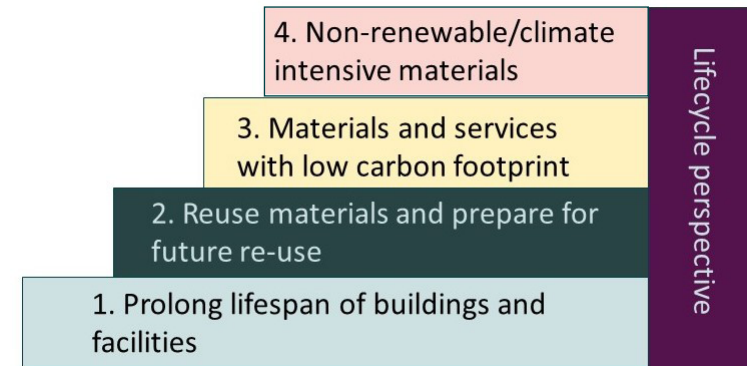 4. Non-renewable/climate
intensive materials
3. Materials and services
with low carbon footprint
2. Reuse materials and prepare for
future re-use
1. Prolong lifespan of buildings and
facilities
Lifecycle perspective